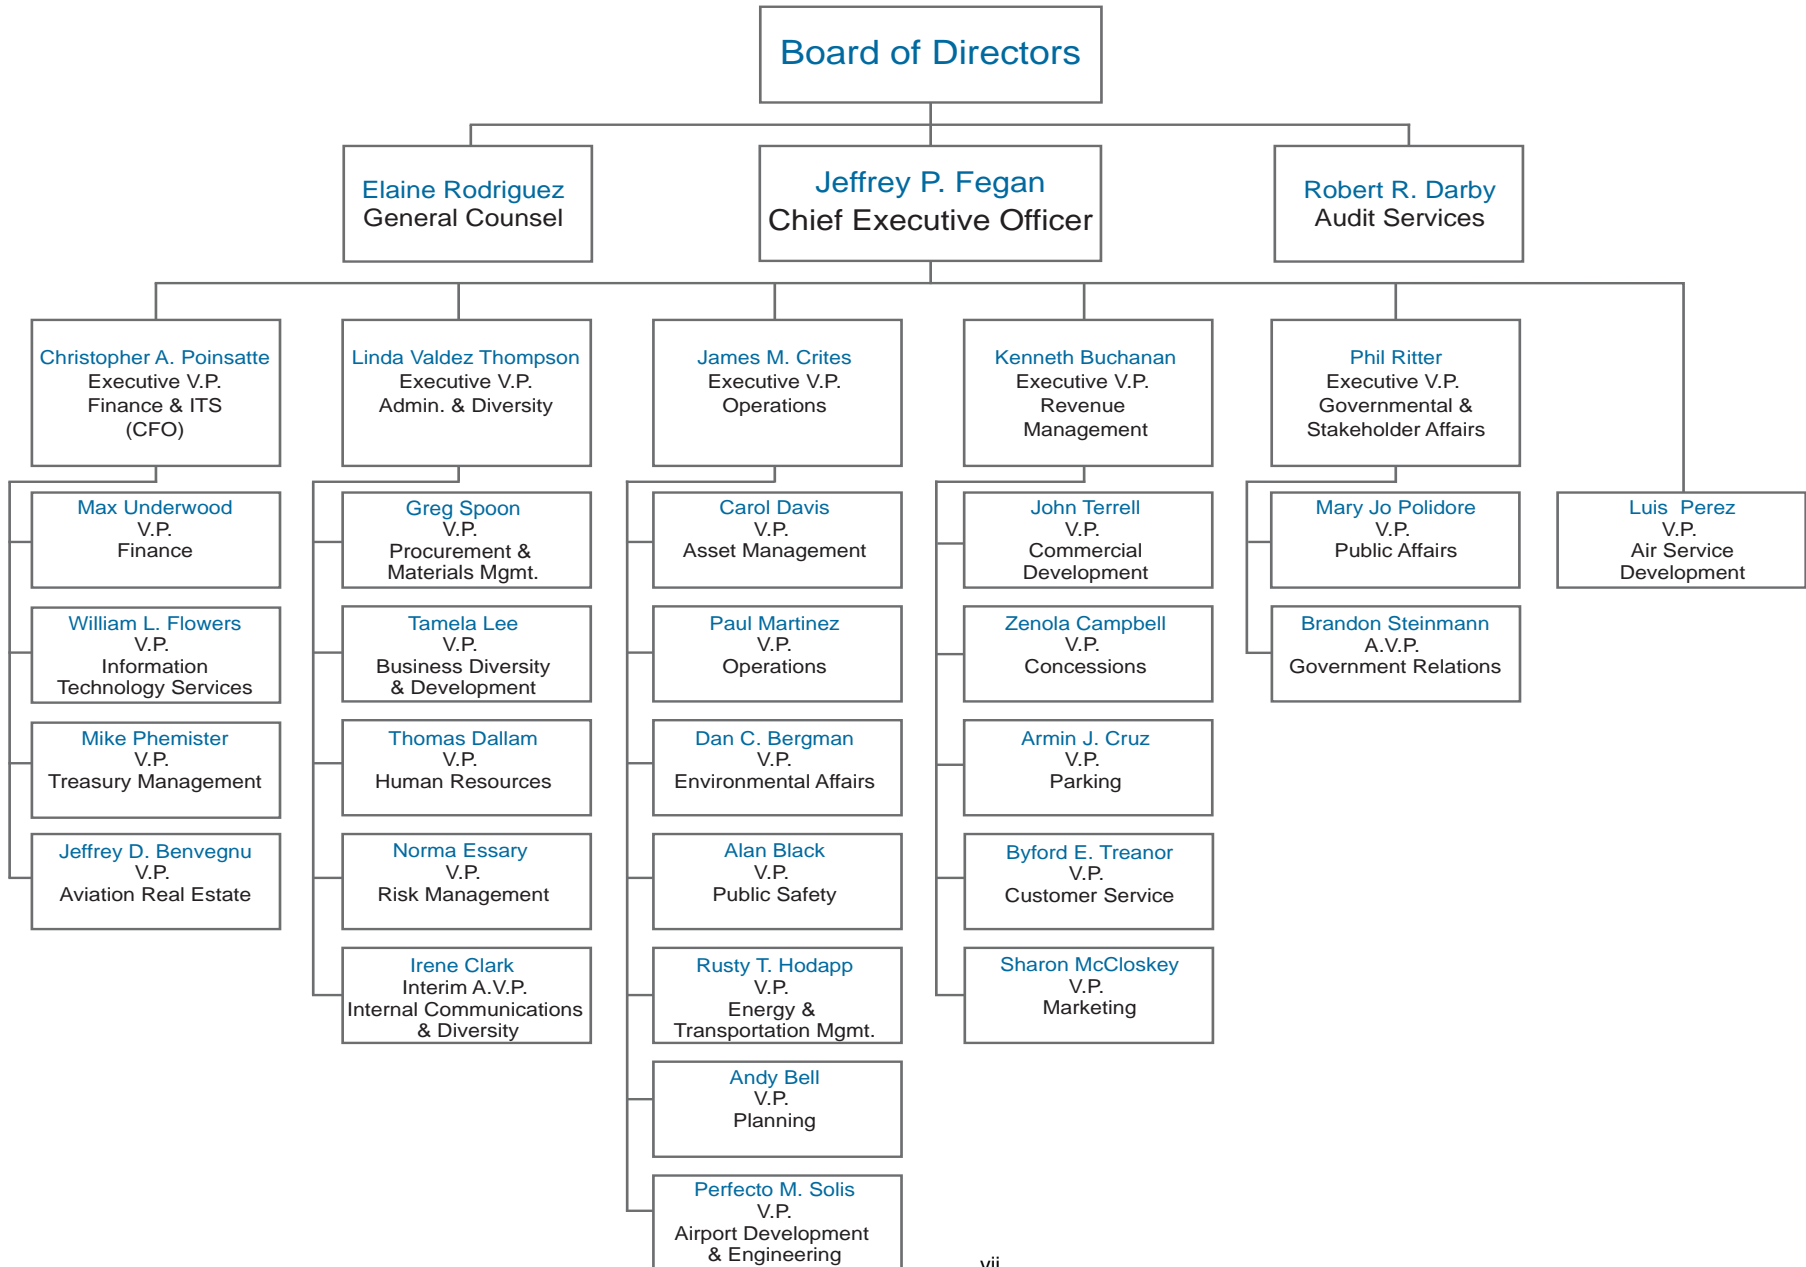 Board of Directors
Elaine Rodriguez
General Counsel
Jeffrey P. Fegan
Chief Executive Officer
Robert R. Darby
Audit Services
Christopher A. Poinsatte
Executive V.P.
Finance & ITS
(CFO)
Linda Valdez Thompson
Executive V.P.
Admin. & Diversity
James M. Crites
Executive V.P.
Operations
Kenneth Buchanan
Executive V.P.
Revenue
Management
Phil Ritter
Executive V.P.
Governmental &
Stakeholder Affairs
Max Underwood
V.P.
Finance
William L. Flowers
V.P.
Information
Technology Services
Mike Phemister
V.P.
Treasury Management
Jeffrey D. Benvegnu
V.P.
Aviation Real Estate
Greg Spoon
V.P.
Procurement &
Materials Mgmt.
Tamela Lee
V.P.
Business Diversity
& Development
Thomas Dallam
V.P.
Human Resources
Norma Essary
V.P.
Risk Management
Irene Clark
Interim A.V.P.
Internal Communications
& Diversity
Carol Davis
V.P.
Asset Management
Paul Martinez
V.P.
Operations
Dan C. Bergman
V.P.
Environmental Affairs
Alan Black
V.P.
Public Safety
Rusty T. Hodapp
V.P.
Energy &
Transportation Mgmt.
Andy Bell
V.P.
Planning
Perfecto M. Solis
V.P.
Airport Development
& Engineering
John Terrell
V.P.
Commercial
Development
Zenola Campbell
V.P.
Concessions
Armin J. Cruz
V.P.
Parking
Byford E. Treanor
V.P.
Customer Service
Sharon McCloskey
V.P.
Marketing
Mary Jo Polidore
V.P.
Public Affairs
Brandon Steinmann
A.V.P.
Government Relations
Luis Perez
V.P.
Air Service
Development
vii